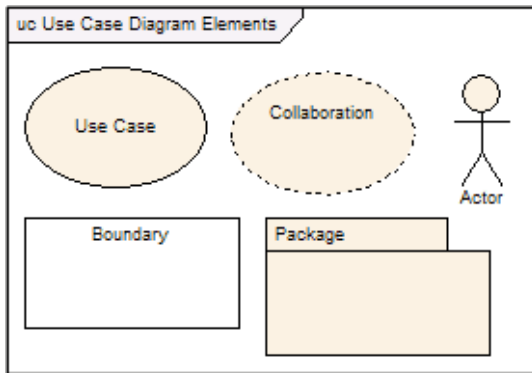 uc Use Case Diagram Elements
Use Case
Collaboration
Actor
Boundary
Package